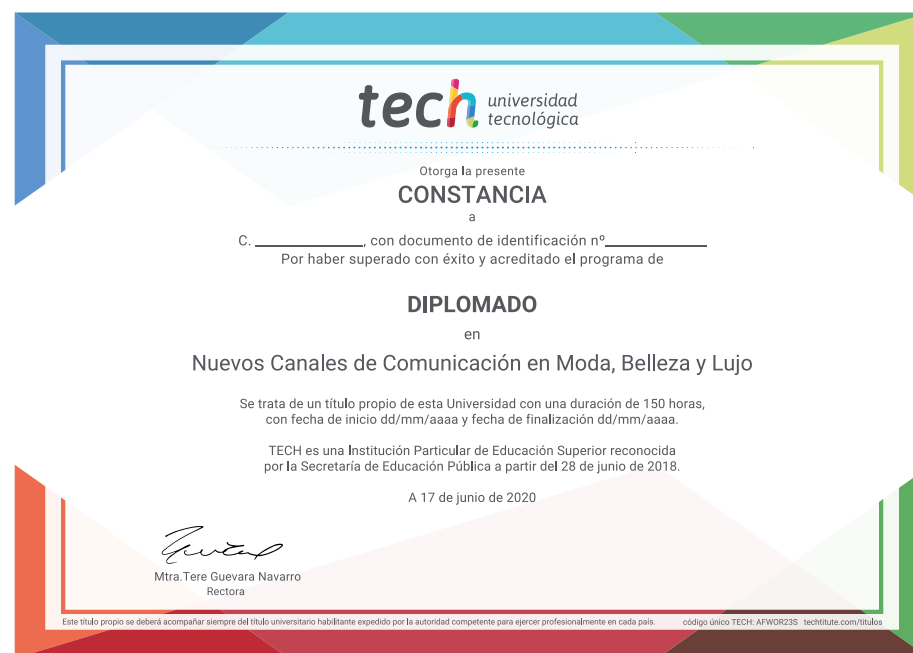 tech universidad
tecnológica
Otorga la presente
CONSTANCIA
a
C. ____________, con documento de identificación nº____________
Por haber superado con éxito y acreditado el programa de
DIPLOMADO
en
Nuevos Canales de Comunicación en Moda, Belleza y Lujo
Se trata de un título propio de esta Universidad con una duración de 150 horas,
con fecha de inicio dd/mm/aaaa y fecha de finalización dd/mm/aaaa.
TECH es una Institución Particular de Educación Superior reconocida
por la Secretaría de Educación Pública a partir del 28 de junio de 2018.
A 17 de junio de 2020
Mtra.Tere Guevara Navarro
Rectora
Este título propio se deberá acompañar siempre del título universitario habilitante expedido por la autoridad competente para ejercer profesionalmente en cada país. código único TECH: AFWOR23S techtitute.com/titulos